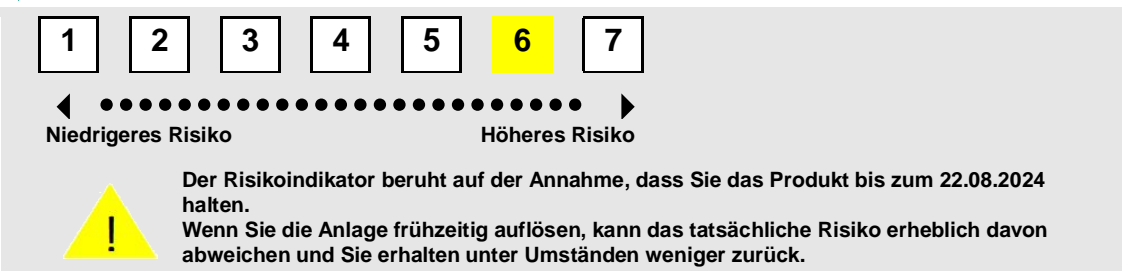 1 2 3 4 5 6 7
Niedrigeres Risiko Höheres Risiko
Der Risikoindikator beruht auf der Annahme, dass Sie das Produkt bis zum 22.08.2024
halten.
! Wenn Sie die Anlage frühzeitig auflösen, kann das tatsächliche Risiko erheblich davon
abweichen und Sie erhalten unter Umständen weniger zurück.